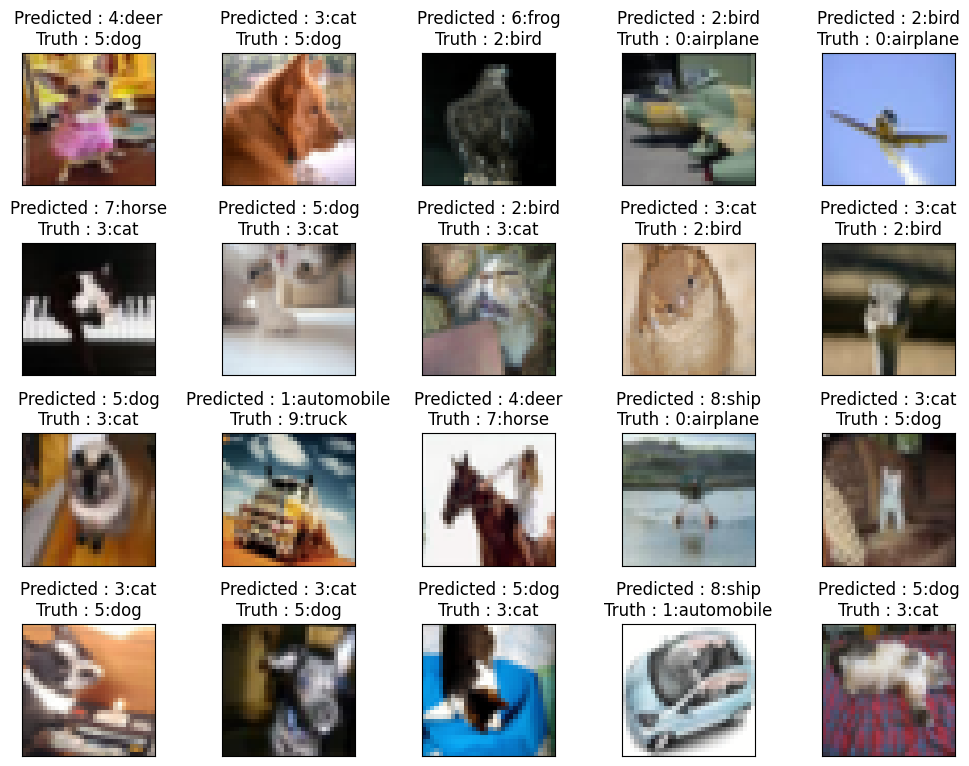 Predicted : 4:deer
Truth : 5:dog
Predicted : 3:cat
Truth : 5:dog
Predicted : 6:frog
Truth : 2:bird
Predicted : 2:bird
Truth : 0:airplane
Predicted : 2:bird
Truth : 0:airplane
Predicted : 7:horse
Truth : 3:cat
Predicted : 5:dog
Truth : 3:cat
Predicted : 2:bird
Truth : 3:cat
Predicted : 3:cat
Truth : 2:bird
Predicted : 3:cat
Truth : 2:bird
Predicted : 5:dog
Truth : 3:cat
Predicted : 1:automobile
Truth : 9:truck
Predicted : 4:deer
Truth : 7:horse
Predicted : 8:ship
Truth : 0:airplane
Predicted : 3:cat
Truth : 5:dog
Predicted : 3:cat
Truth : 5:dog
Predicted : 3:cat
Truth : 5:dog
Predicted : 5:dog
Truth : 3:cat
Predicted : 8:ship
Truth : 1:automobile
Predicted : 5:dog
Truth : 3:cat